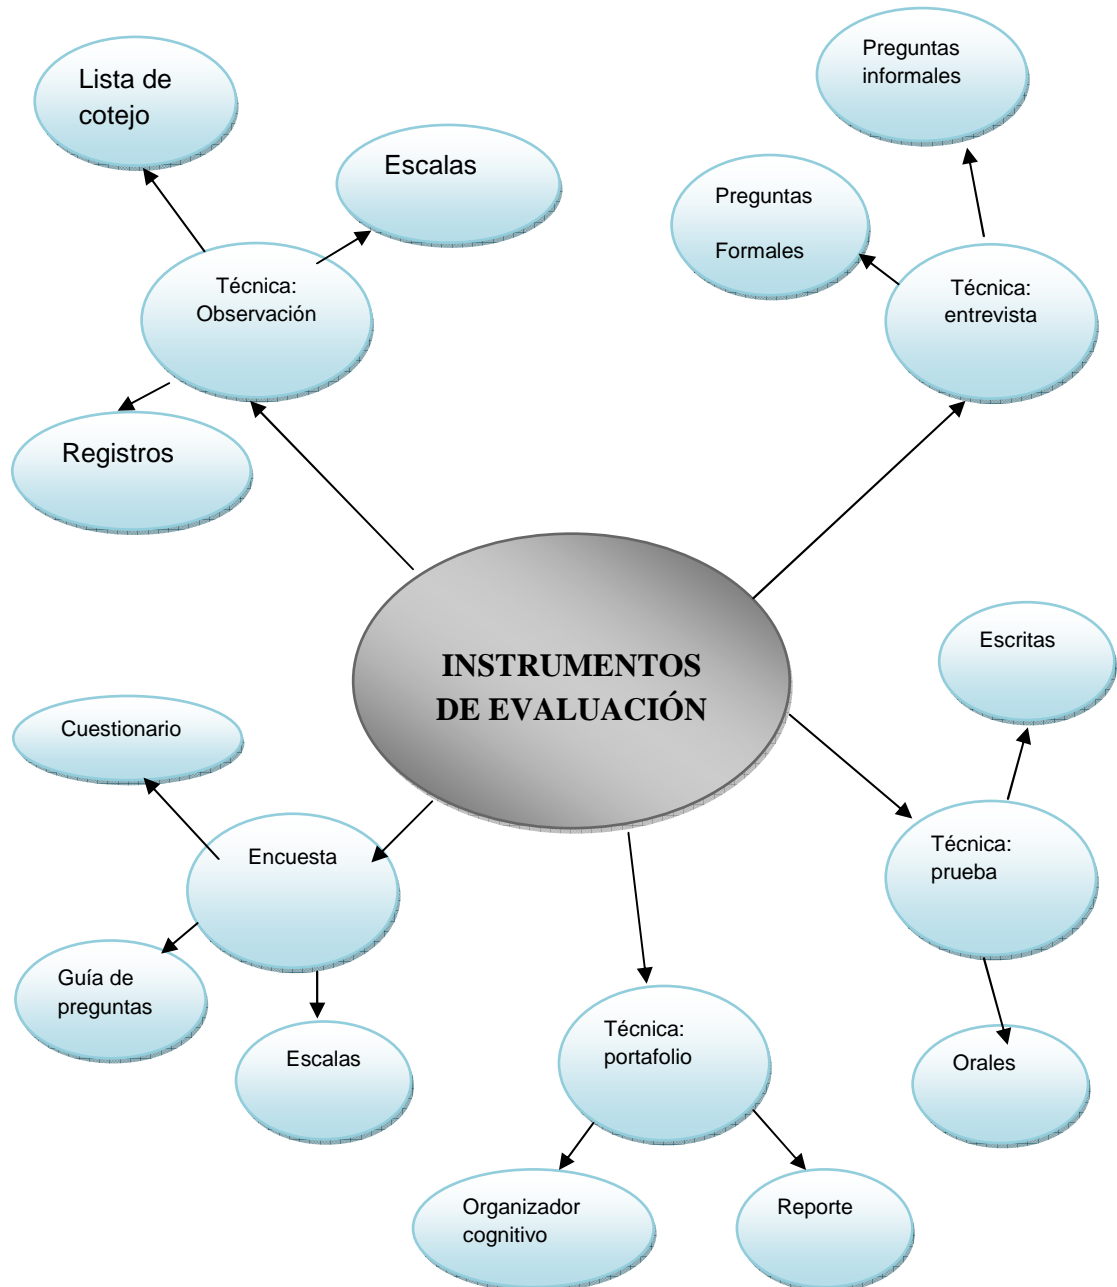 Preguntas
informales
Lista de
cotejo
Escalas
Preguntas
Formales
Técnica:
Observación
Técnica:
entrevista
Registros
INSTRUMENTOS
DE EVALUACIÓN
Escritas
Cuestionario
Encuesta
Técnica:
prueba
Guía de
preguntas
Escalas
Técnica:
portafolio
Orales
Organizador
cognitivo
Reporte